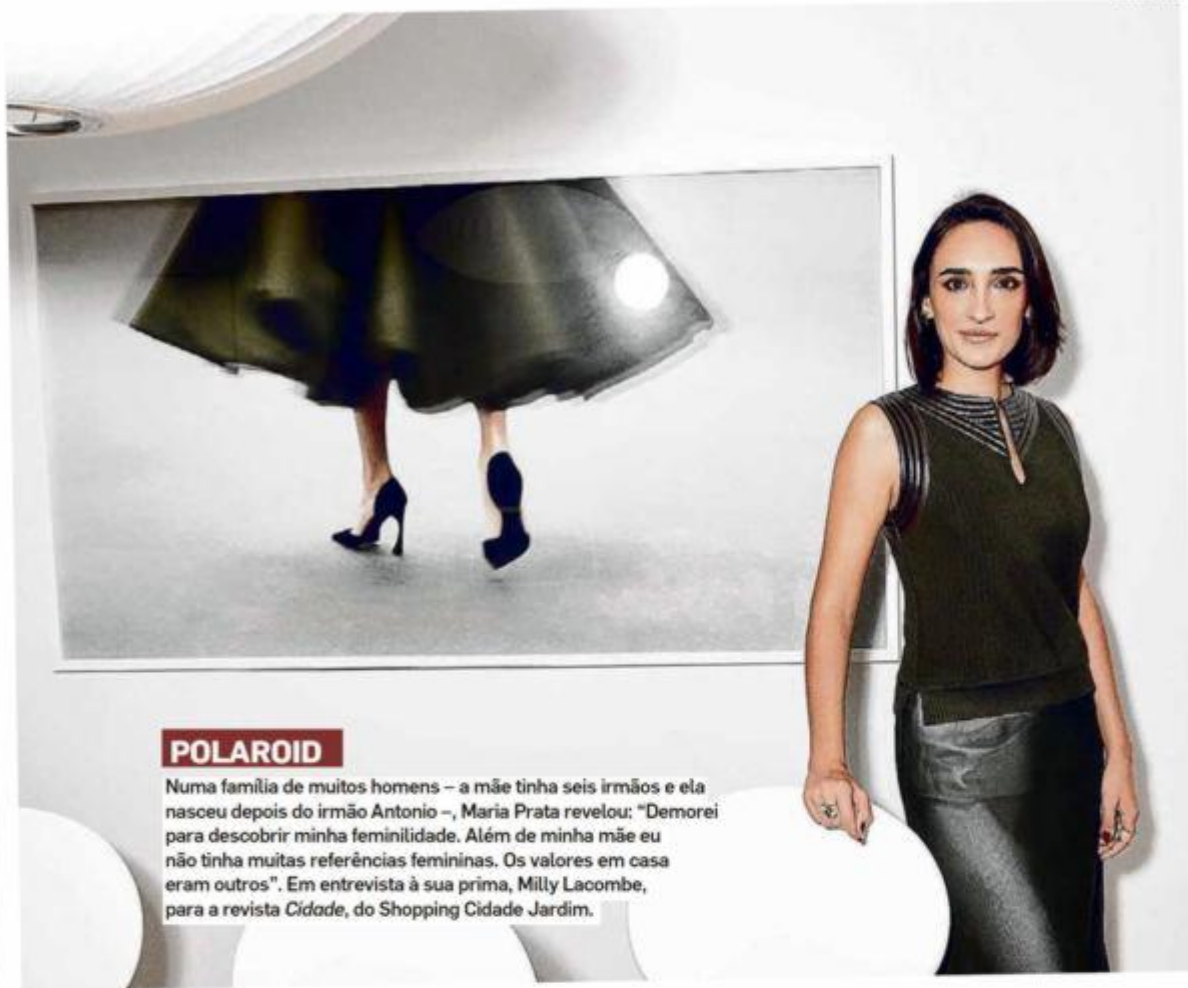 POLAROID
Numa família de muitos homens – a mãe tinha seis irmãos e ela
nasceu depois do irmão Antonio –, Maria Prata revelou: “Demorei
para descobrir minha feminilidade. Além de minha mãe eu
não tinha muitas referências femininas. Os valores em casa
eram outros”. Em entrevista à sua prima, Milly Lacombe,
para a revista Cidade, do Shopping Cidade Jardim.